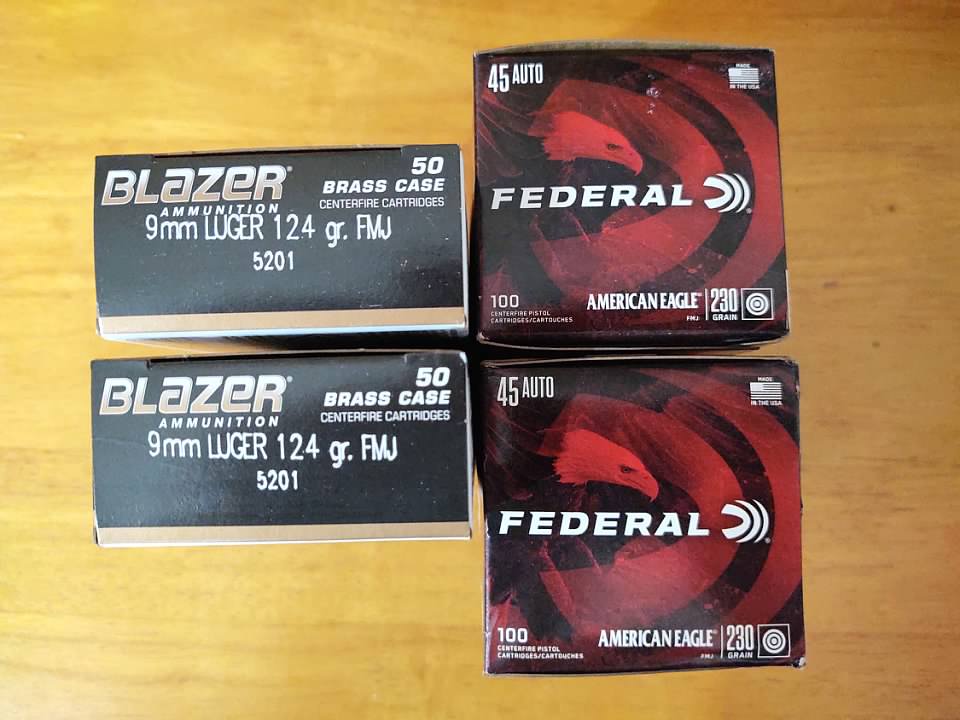 BLAZER
AMMUNITION
50
BRASS CASE
CENTERFIRE CARTRIDGES
9mm LUGER 124 gr. FMJ
5201
45 AUTO
MADE
IN THE USA
FEDERAL
100
CENTERFIRE PISTOL
CARTRIDGES/CARTOUCHES
AMERICAN EAGLE
FMJ
230
GRAIN
BLAZER
AMMUNITION
50
BRASS CASE
CENTERFIRE CARTRIDGES
9mm LUGER 124 gr. FMJ
5201
45 AUTO
MADE
IN THE USA
FEDERAL
100
CENTERFIRE PISTOL
CARTRIDGES/CARTOUCHES
AMERICAN EAGLE
FMJ
230
GRAIN